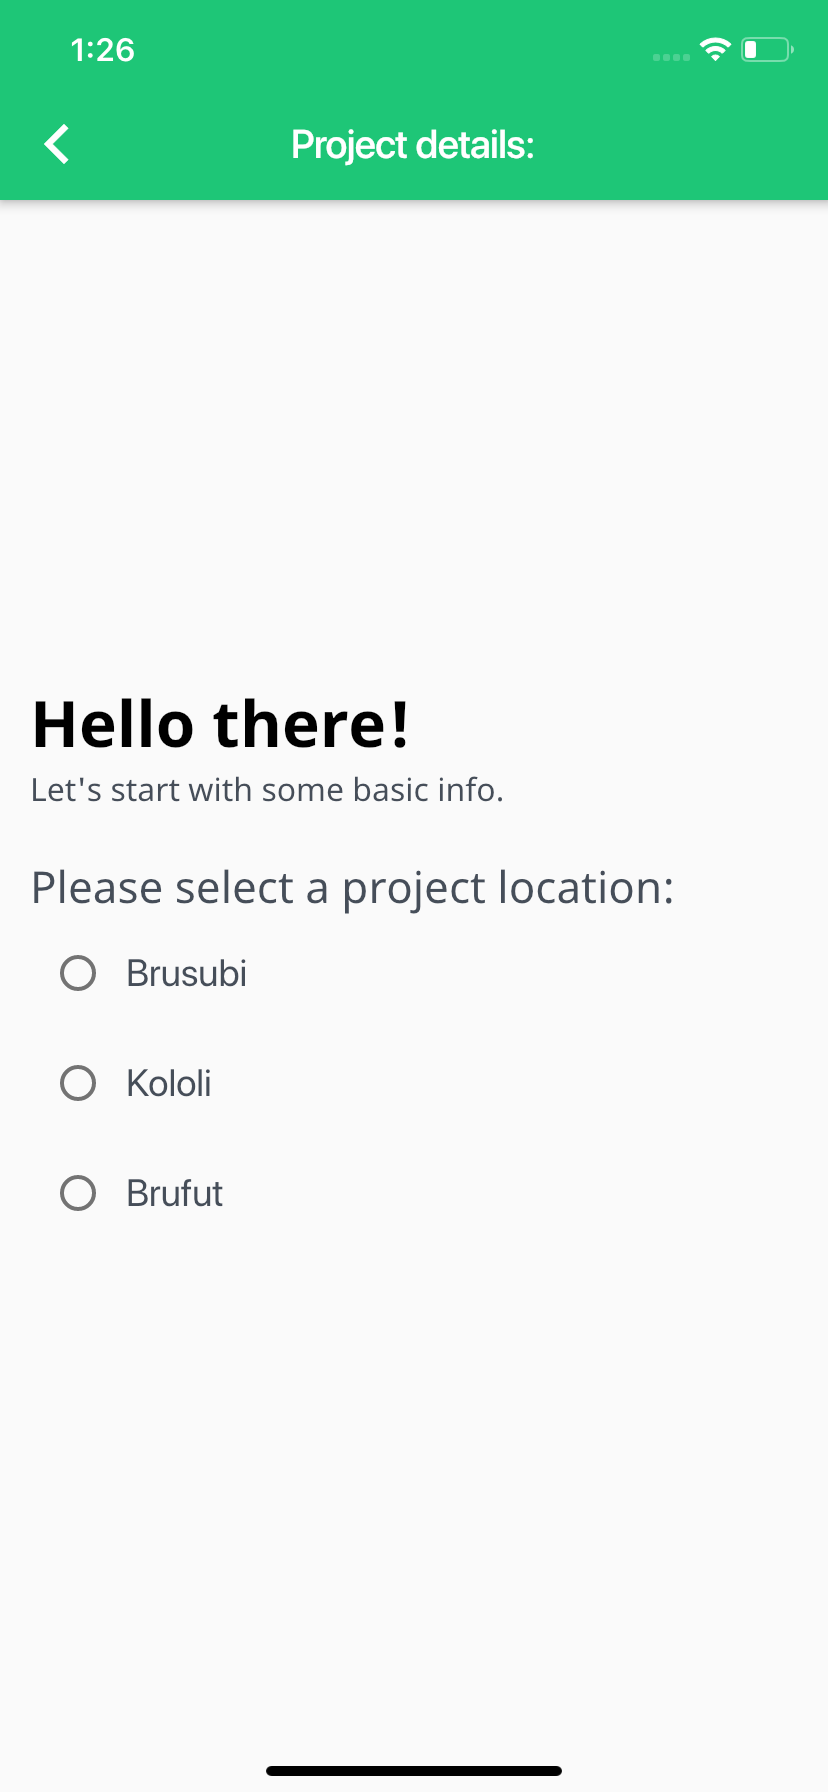 1:26
Project details:
Hello there!
Let's start with some basic info.
Please select a project location:
Brusubi
Kololi
Brufut